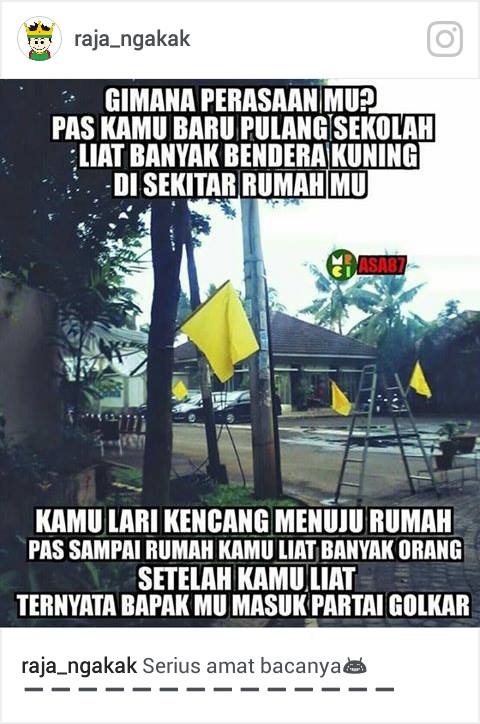 raja_ngakak
GIMANA PERASAAN MU?
PAS KAMU BARU PULANG SEKOLAH
LIAT BANYAK BENDERA KUNING
DI SEKITAR RUMAH MU
MECI ASA87
KAMU LARI KENCANG MENUJU RUMAH
PAS SAMPAI RUMAH KAMU LIAT BANYAK ORANG
SETELAH KAMU LIAT
TERNYATA BAPAK MU MASUK PARTAI GOLKAR
raja_ngakak Serius amat bacanya